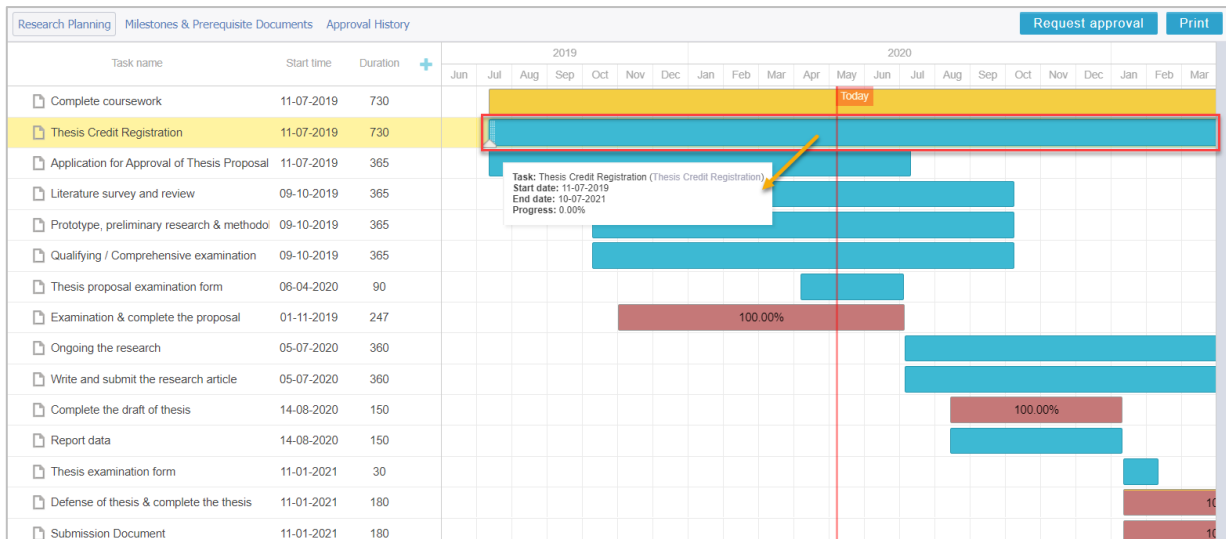 Research Planning Milestones & Prerequisite Documents Approval History Request approval Print
2019 2020
Task name Start time Duration
Jun Jul Aug Sep Oct Nov Dec Jan Feb Mar Apr May Jun Jul Aug Sep Oct Nov Dec Jan Feb Mar
Complete coursework 11-07-2019 730 Today
Thesis Credit Registration 11-07-2019 730
Application for Approval of Thesis Proposal 11-07-2019 365
Task: Thesis Credit Registration (Thesis Credit Registration)
Start date: 11-07-2019
End date: 10-07-2021
Progress: 0.00%
Literature survey and review 09-10-2019 365
Prototype, preliminary research & methodol 09-10-2019 365
Qualifying / Comprehensive examination 09-10-2019 365
Thesis proposal examination form 06-04-2020 90
Examination & complete the proposal 01-11-2019 247 100.00%
Ongoing the research 05-07-2020 360
Write and submit the research article 05-07-2020 360
Complete the draft of thesis 14-08-2020 150 100.00%
Report data 14-08-2020 150
Thesis examination form 11-01-2021 30
Defense of thesis & complete the thesis 11-01-2021 180 10
Submission Document 11-01-2021 180 10